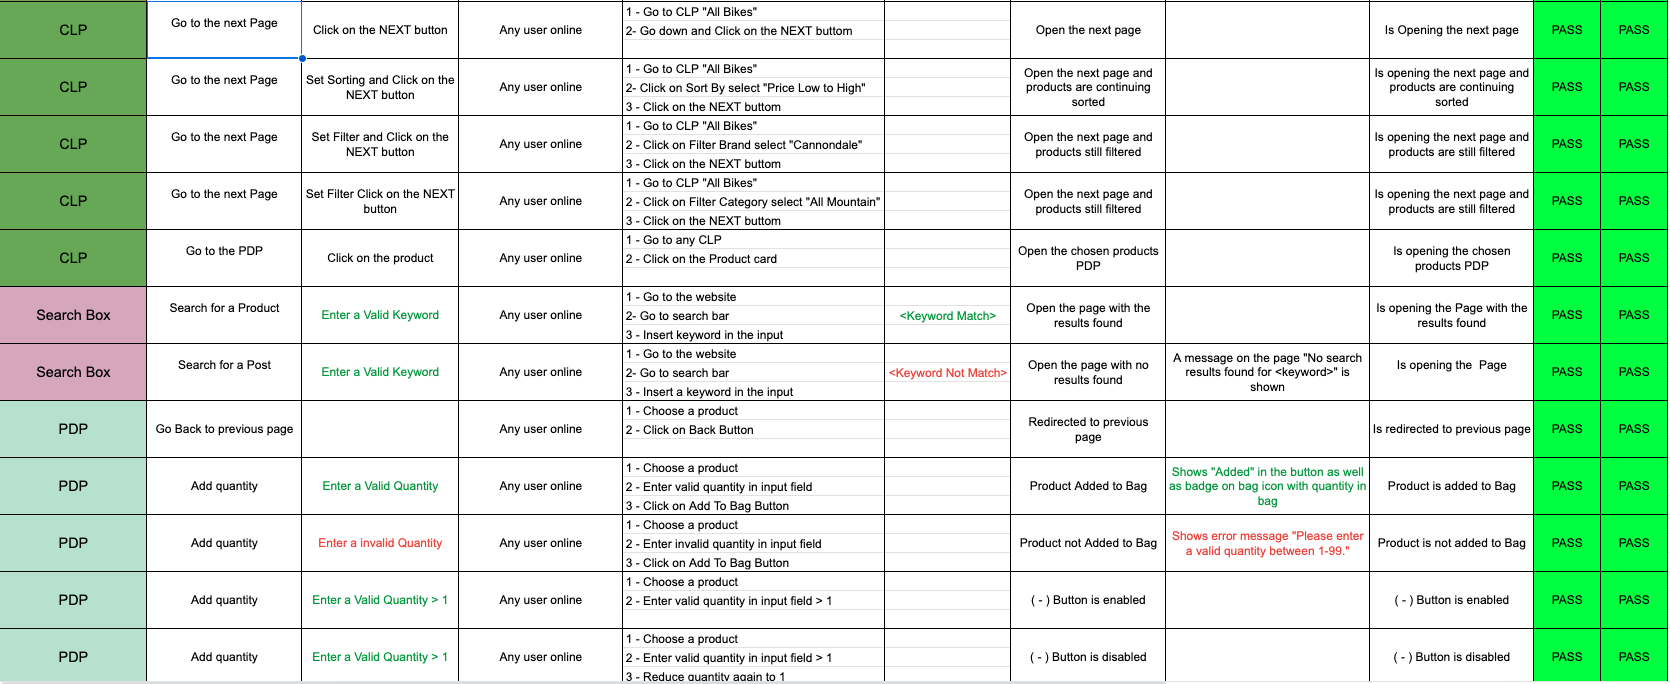 CLP
Go to the next Page
Click on the NEXT button
Any user online
1 - Go to CLP "All Bikes"
2- Go down and Click on the NEXT buttom
Open the next page
Is Opening the next page
PASS
PASS
CLP
Go to the next Page
Set Sorting and Click on the
NEXT button
Any user online
1 - Go to CLP "All Bikes"
2- Click on Sort By select "Price Low to High"
3 - Click on the NEXT buttom
Open the next page and
products are continuing
sorted
Is opening the next page and
products are continuing
sorted
PASS
PASS
CLP
Go to the next Page
Set Filter and Click on the
NEXT button
Any user online
1 - Go to CLP "All Bikes"
2 - Click on Filter Brand select "Cannondale"
3 - Click on the NEXT buttom
Open the next page and
products still filtered
Is opening the next page and
products are still filtered
PASS
PASS
CLP
Go to the next Page
Set Filter Click on the NEXT
button
Any user online
1 - Go to CLP "All Bikes"
2 - Click on Filter Category select "All Mountain"
3 - Click on the NEXT buttom
Open the next page and
products still filtered
Is opening the next page and
products are still filtered
PASS
PASS
CLP
Go to the PDP
Click on the product
Any user online
1 - Go to any CLP
2 - Click on the Product card
Open the chosen products
PDP
Is opening the chosen
products PDP
PASS
PASS
Search Box
Search for a Product
Enter a Valid Keyword
Any user online
1 - Go to the website
2- Go to search bar
3 - Insert keyword in the input
<Keyword Match>
Open the page with the
results found
Is opening the Page with the
results found
PASS
PASS
Search Box
Search for a Post
Enter a Valid Keyword
Any user online
1 - Go to the website
2- Go to search bar
3 - Insert a keyword in the input
<Keyword Not Match>
Open the page with no
results found
A message on the page "No search
results found for <keyword>" is
shown
Is opening the  Page
PASS
PASS
PDP
Go Back to previous page
Any user online
1 - Choose a product
2 - Click on Back Button
Redirected to previous
page
Is redirected to previous page
PASS
PASS
PDP
Add quantity
Enter a Valid Quantity
Any user online
1 - Choose a product
2 - Enter valid quantity in input field
3 - Click on Add To Bag Button
Product Added to Bag
Shows "Added" in the button as well
as badge on bag icon with quantity in
bag
Product is added to Bag
PASS
PASS
PDP
Add quantity
Enter a invalid Quantity
Any user online
1 - Choose a product
2 - Enter invalid quantity in input field
3 - Click on Add To Bag Button
Product not Added to Bag
Shows error message "Please enter
a valid quantity between 1-99."
Product is not added to Bag
PASS
PASS
PDP
Add quantity
Enter a Valid Quantity > 1
Any user online
1 - Choose a product
2 - Enter valid quantity in input field > 1
( - ) Button is enabled
( - ) Button is enabled
PASS
PASS
PDP
Add quantity
Enter a Valid Quantity > 1
Any user online
1 - Choose a product
2 - Enter valid quantity in input field > 1
3 - Reduce quantity again to 1
( - ) Button is disabled
( - ) Button is disabled
PASS
PASS